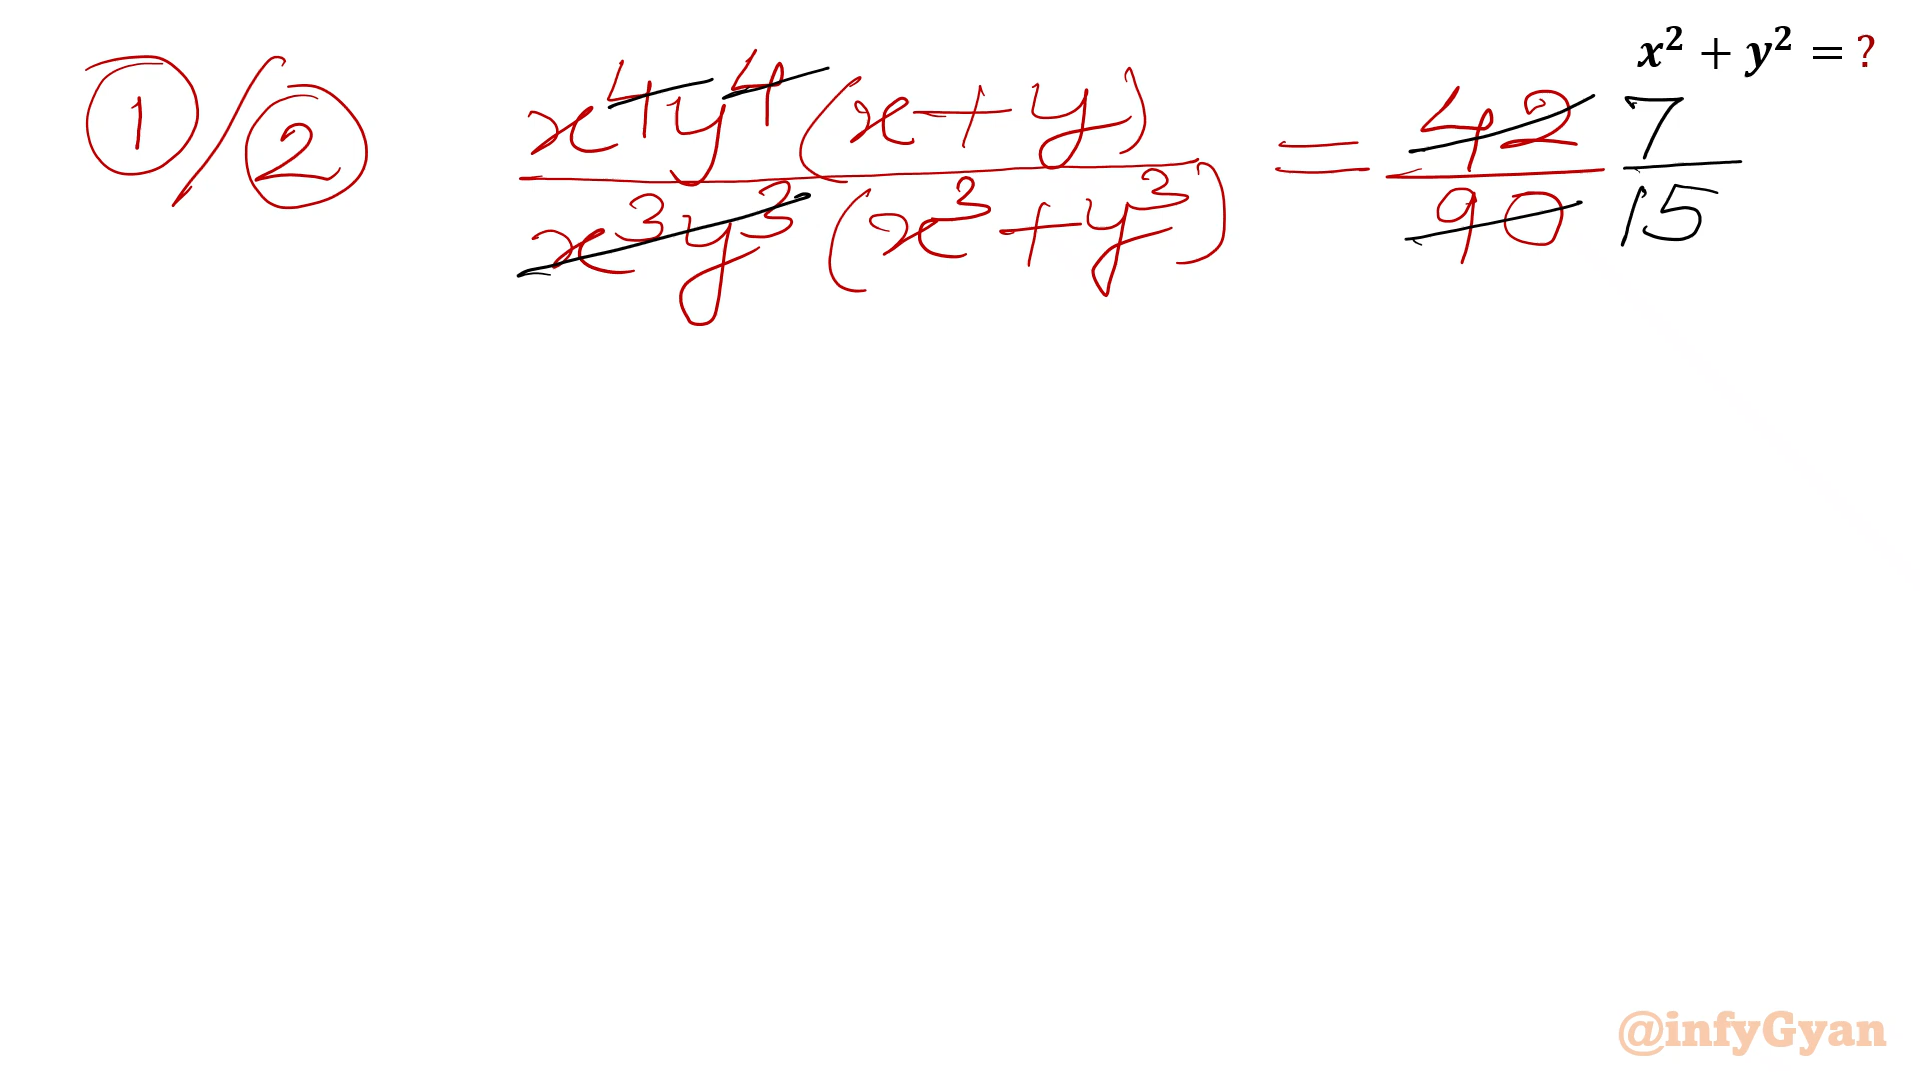 x² + y² = ?
①/② x⁴y⁴(x+y) / x³y³(x³+y³) = 42/90 7/15
@infyGyan